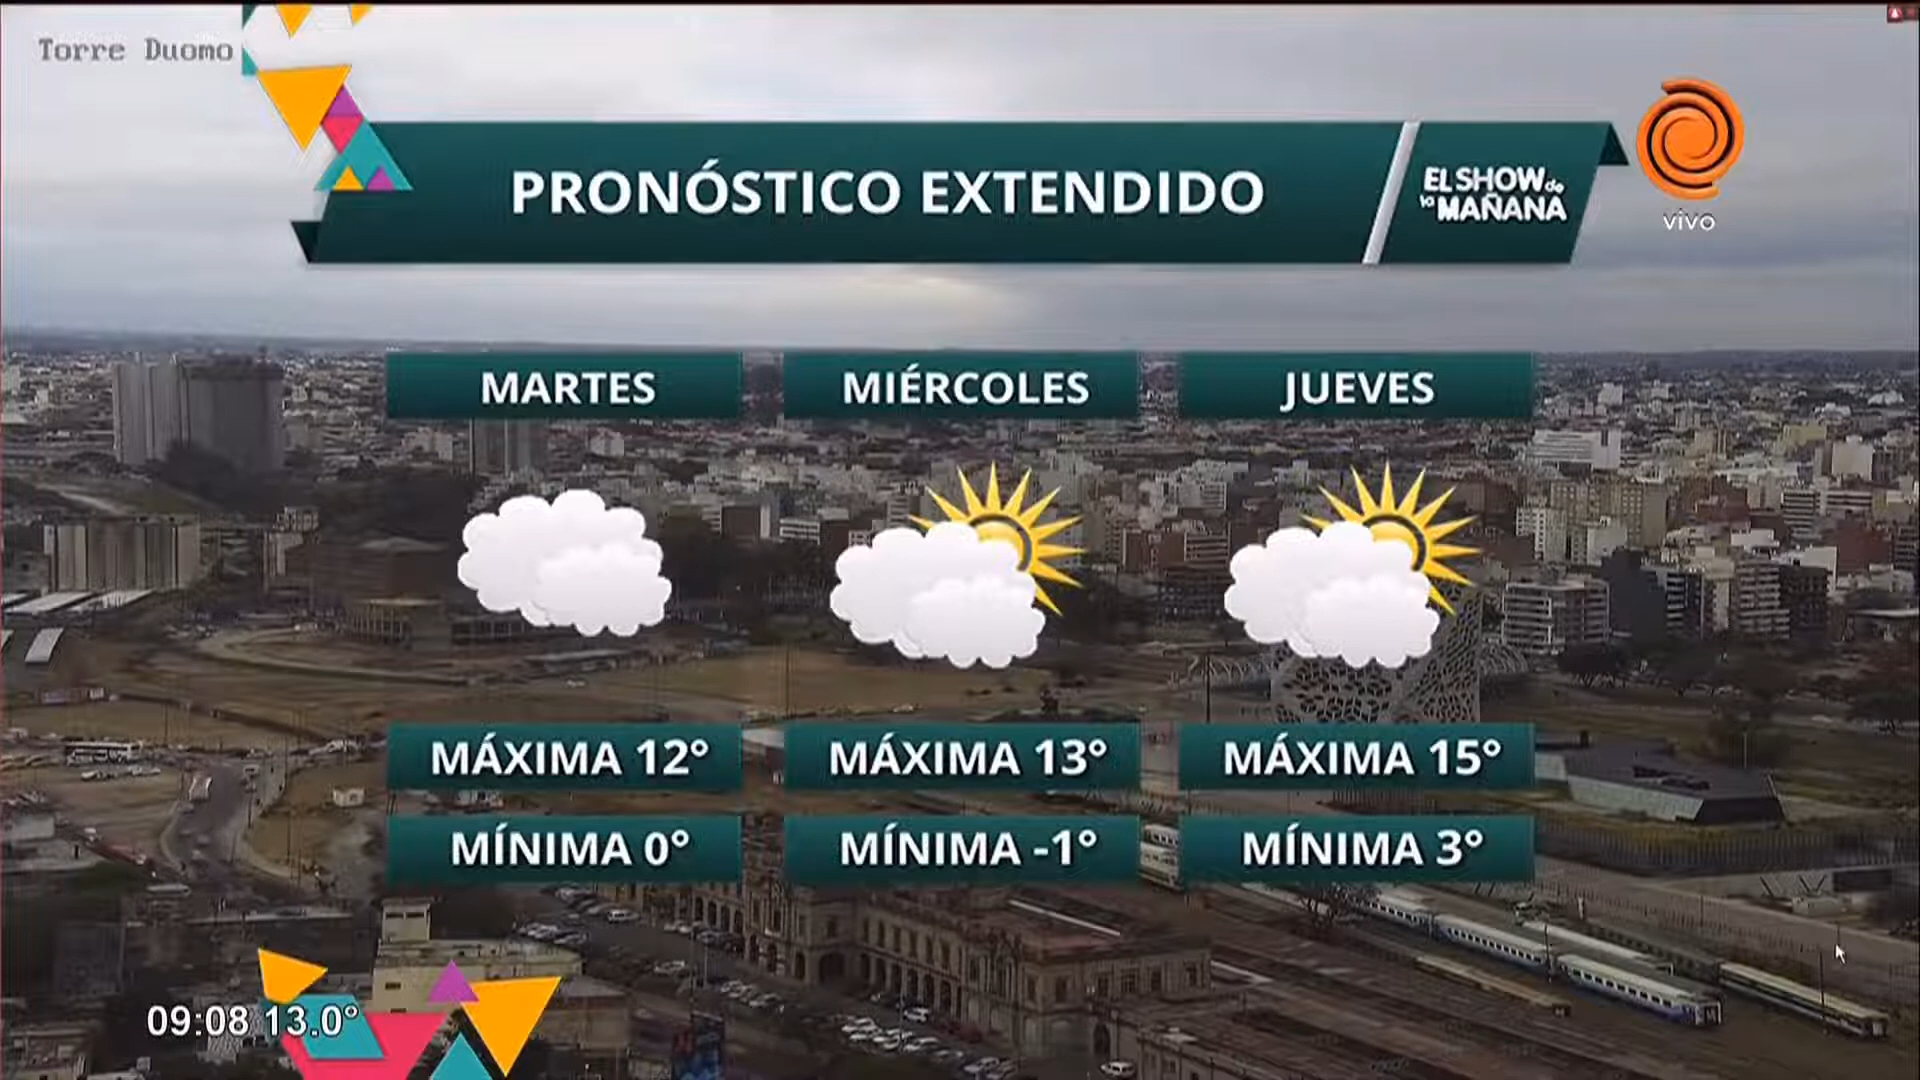 Torre Duomo
PRONÓSTICO EXTENDIDO
EL SHOW de
la MAÑANA
vivo
MARTES
MIÉRCOLES
JUEVES
MÁXIMA 12°
MÁXIMA 13°
MÁXIMA 15°
MÍNIMA 0°
MÍNIMA -1°
MÍNIMA 3°
09:08 13.0°